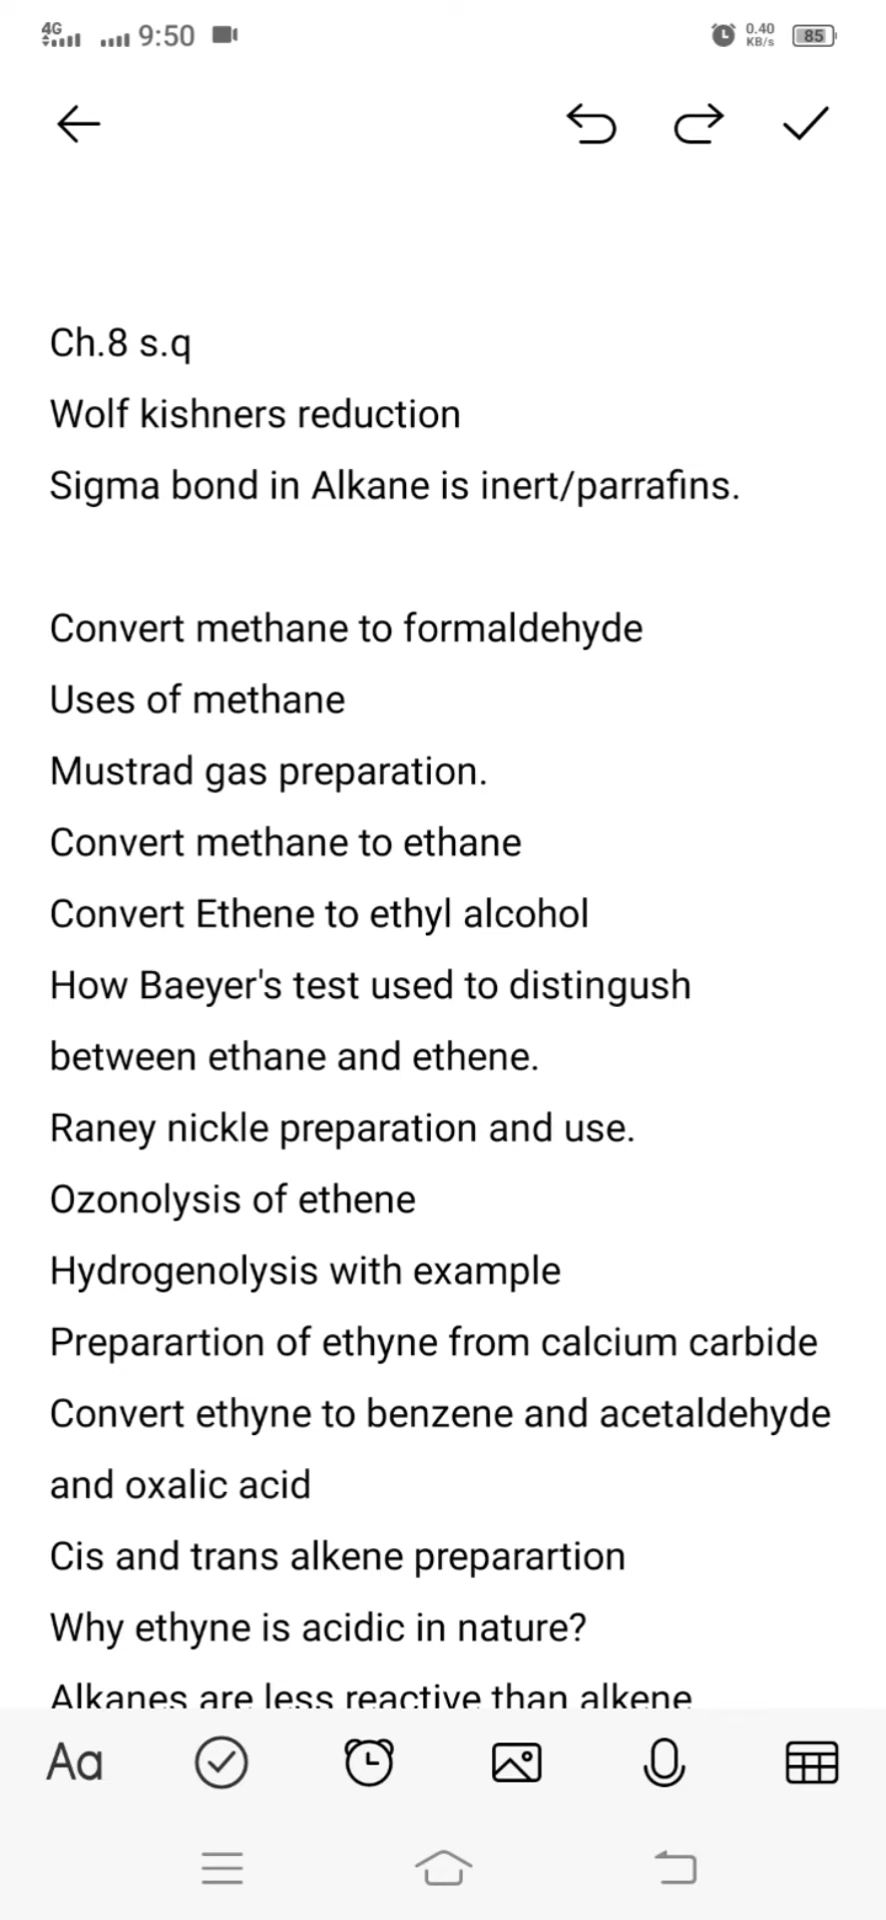 4G 9:50 0.40 KB/s 85
Ch.8 s.q
Wolf kishners reduction
Sigma bond in Alkane is inert/parrafins.
Convert methane to formaldehyde
Uses of methane
Mustrad gas preparation.
Convert methane to ethane
Convert Ethene to ethyl alcohol
How Baeyer's test used to distingush
between ethane and ethene.
Raney nickle preparation and use.
Ozonolysis of ethene
Hydrogenolysis with example
Preparartion of ethyne from calcium carbide
Convert ethyne to benzene and acetaldehyde
and oxalic acid
Cis and trans alkene preparartion
Why ethyne is acidic in nature?
Alkanes are less reactive than alkene
Aa